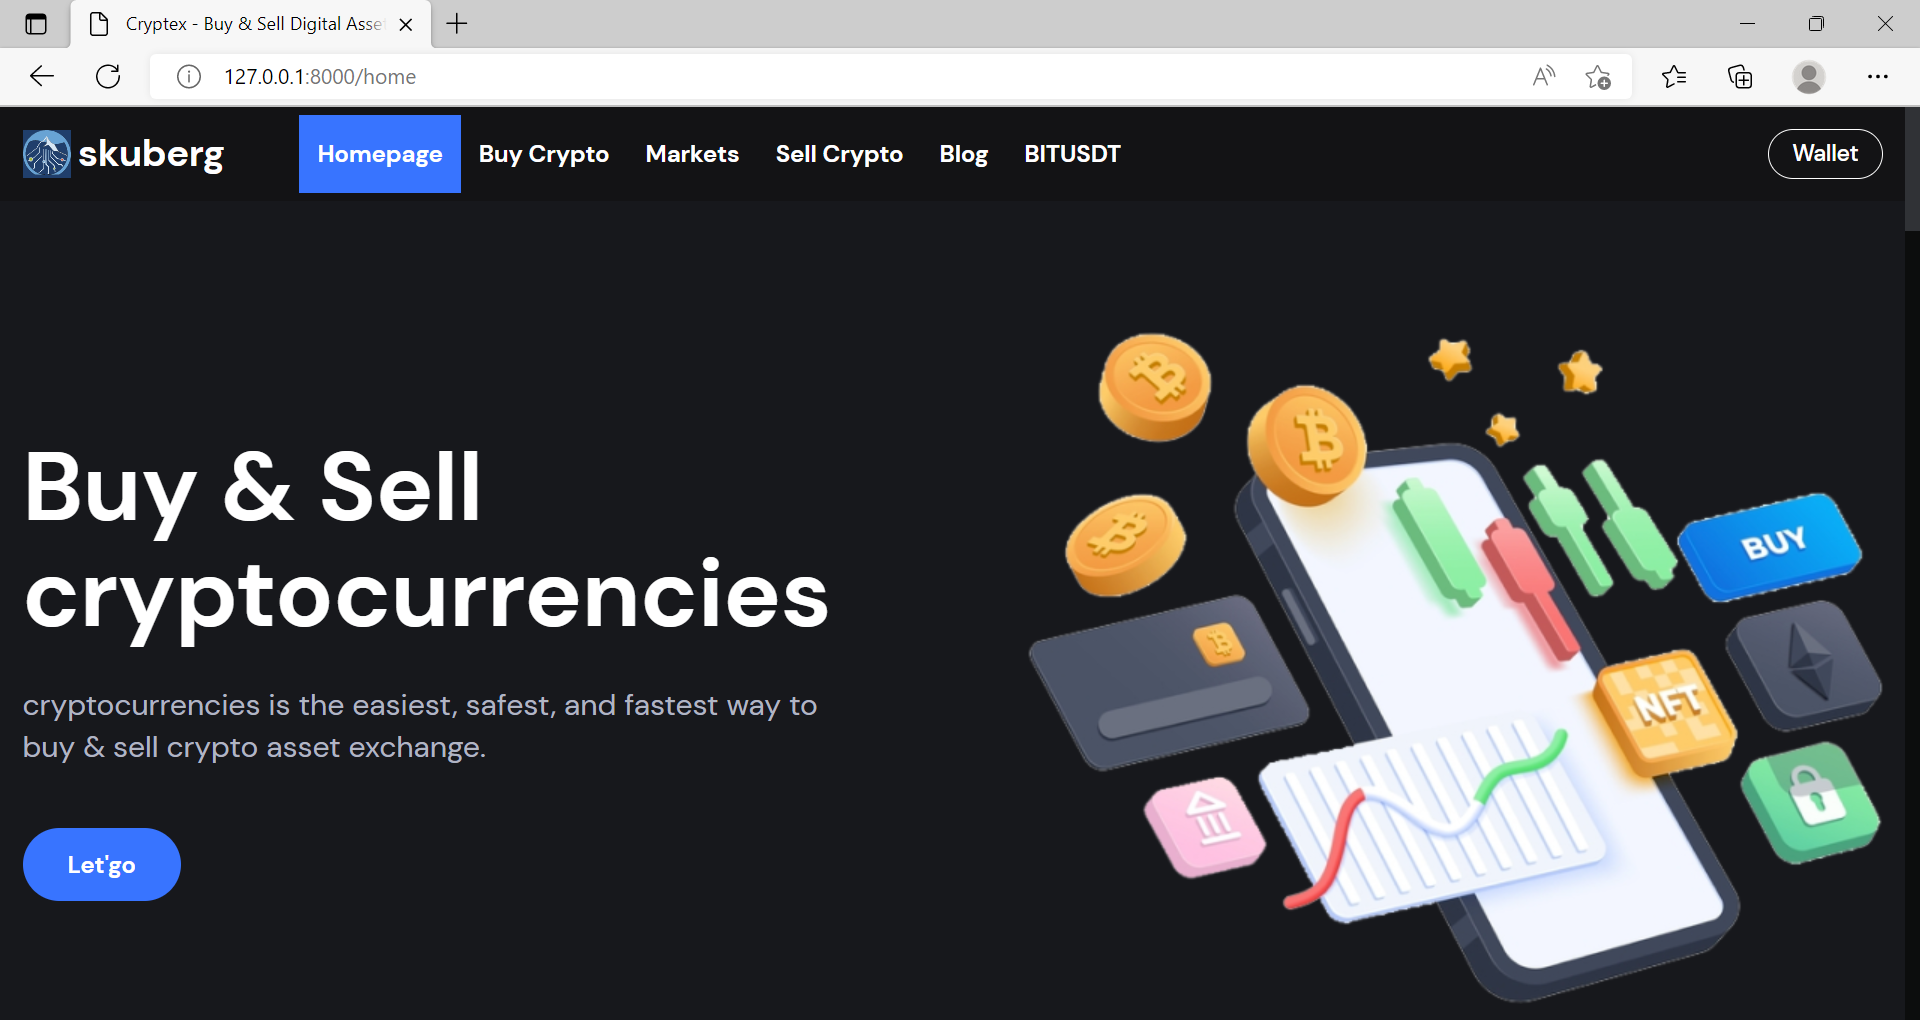 Cryptex - Buy & Sell Digital Asse
127.0.0.1:8000/home
skuberg
Homepage
Buy Crypto
Markets
Sell Crypto
Blog
BITUSDT
Wallet
Buy & Sell
cryptocurrencies
cryptocurrencies is the easiest, safest, and fastest way to
buy & sell crypto asset exchange.
Let'go
BUY
NFT